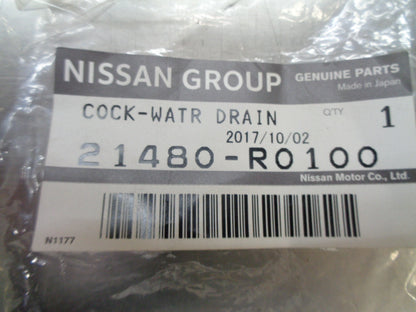 NISSAN GROUP GENUINE PARTS
Made in Japan
COCK-WATR DRAIN Q'TY 1
2017/10/02
21480-R0100
Nissan Motor Co., Ltd.
N1177